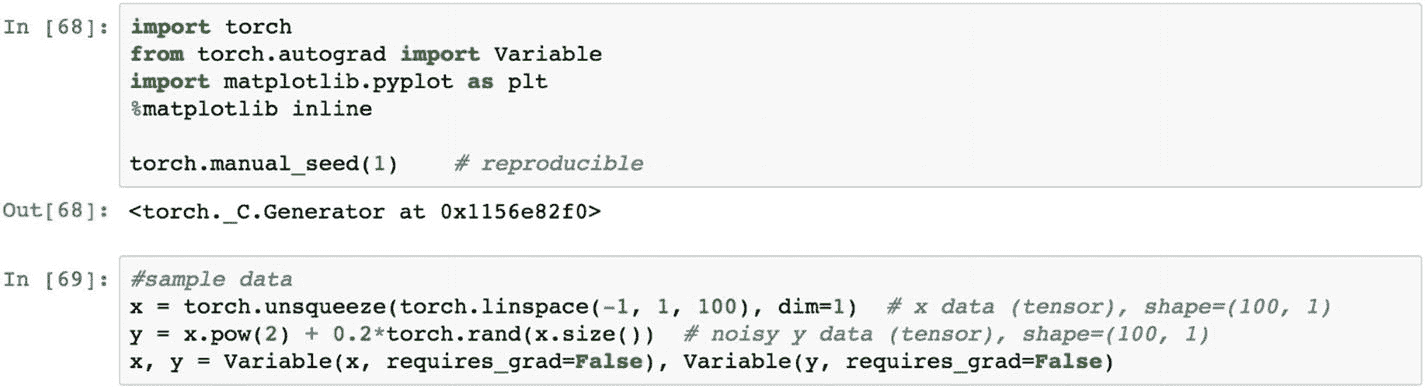 In [68]: import torch
from torch.autograd import Variable
import matplotlib.pyplot as plt
%matplotlib inline
torch.manual_seed(1)    # reproducible
Out[68]: <torch._C.Generator at 0x1156e82f0>
In [69]: #sample data
x = torch.unsqueeze(torch.linspace(-1, 1, 100), dim=1)  # x data (tensor), shape=(100, 1)
y = x.pow(2) + 0.2*torch.rand(x.size())  # noisy y data (tensor), shape=(100, 1)
x, y = Variable(x, requires_grad=False), Variable(y, requires_grad=False)